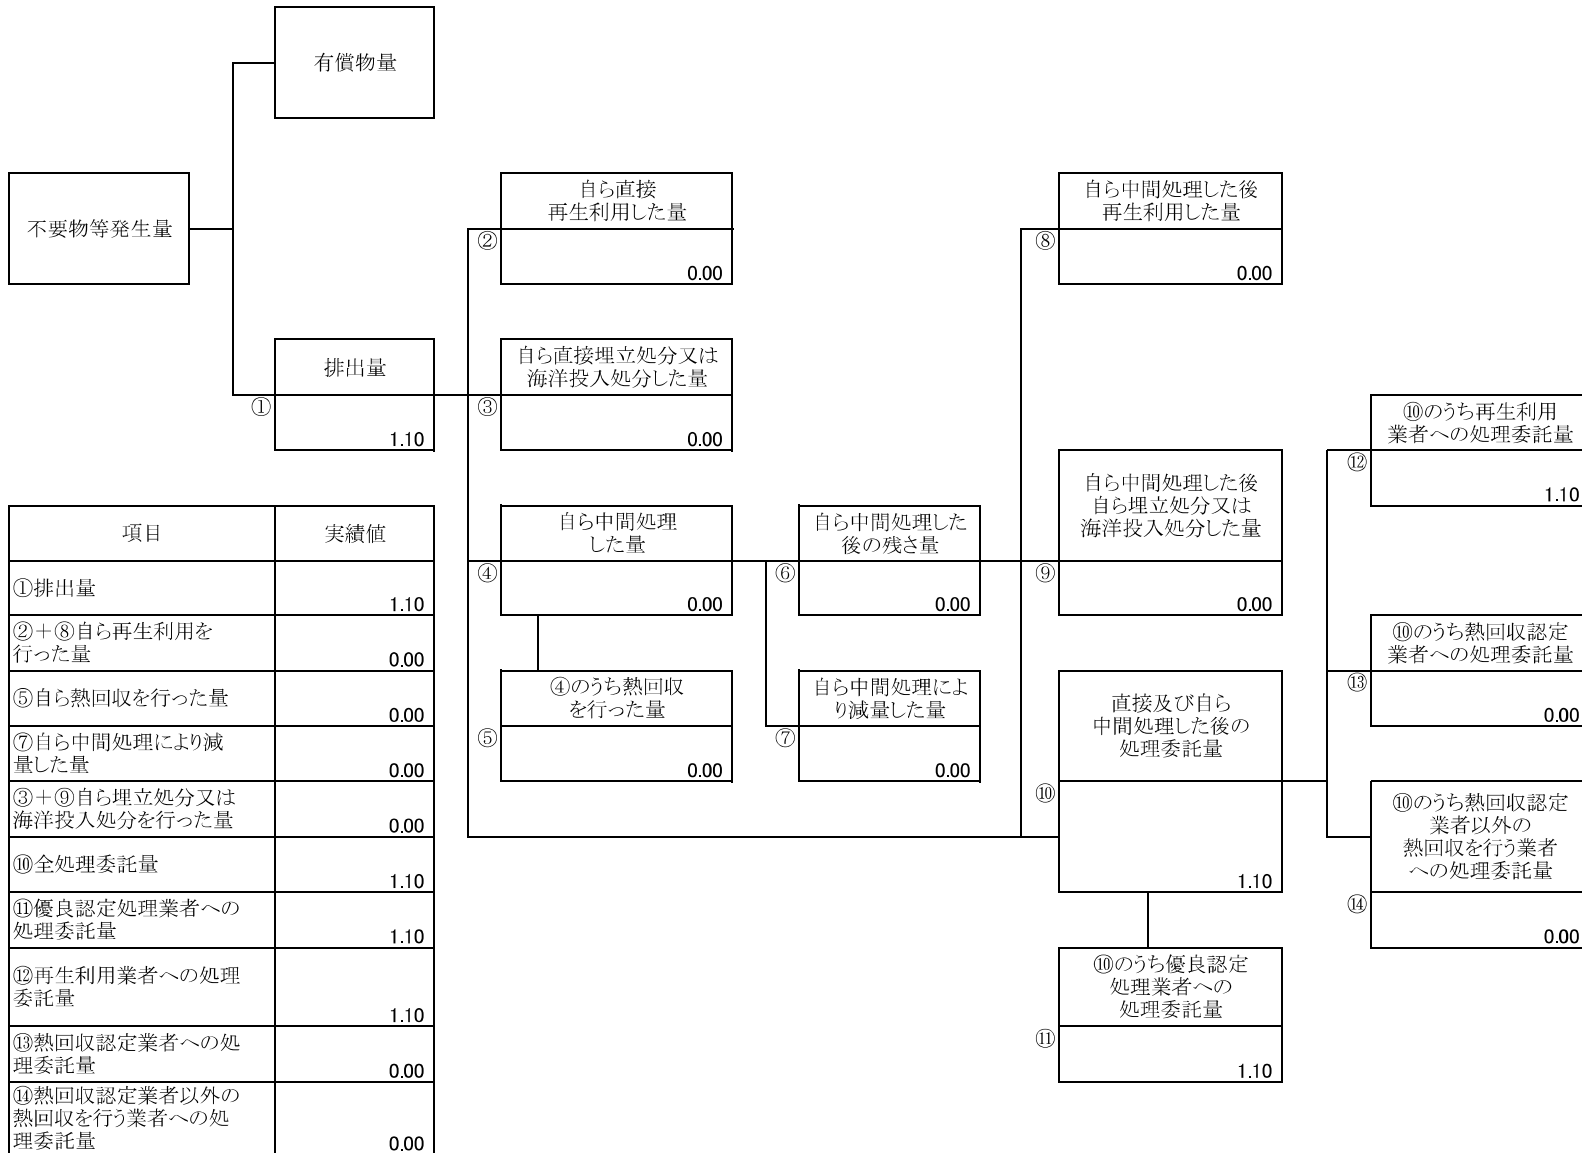 有償物量
不要物等発生量
自ら直接
再生利用した量
②
0.00
自ら中間処理した後
再生利用した量
⑧
0.00
排出量
①
1.10
自ら直接埋立処分又は
海洋投入処分した量
③
0.00
⑩のうち再生利用
業者への処理委託量
⑫
1.10
自ら中間処理
した量
④
0.00
自ら中間処理した
後の残さ量
⑥
0.00
自ら中間処理した後
自ら埋立処分又は
海洋投入処分した量
⑨
0.00
⑩のうち熱回収認定
業者への処理委託量
⑬
0.00
④のうち熱回収
を行った量
⑤
0.00
自ら中間処理によ
り減量した量
⑦
0.00
直接及び自ら
中間処理した後の
処理委託量
⑩
1.10
⑩のうち熱回収認定
業者以外の
熱回収を行う業者
への処理委託量
⑭
0.00
⑩のうち優良認定
処理業者への
処理委託量
⑪
1.10
項目 実績値
①排出量
1.10
②＋⑧自ら再生利用を
行った量
0.00
⑤自ら熱回収を行った量
0.00
⑦自ら中間処理により減
量した量
0.00
③＋⑨自ら埋立処分又は
海洋投入処分を行った量
0.00
⑩全処理委託量
1.10
⑪優良認定処理業者への
処理委託量
1.10
⑫再生利用業者への処理
委託量
1.10
⑬熱回収認定業者への処
理委託量
0.00
⑭熱回収認定業者以外の
熱回収を行う業者への処
理委託量
0.00